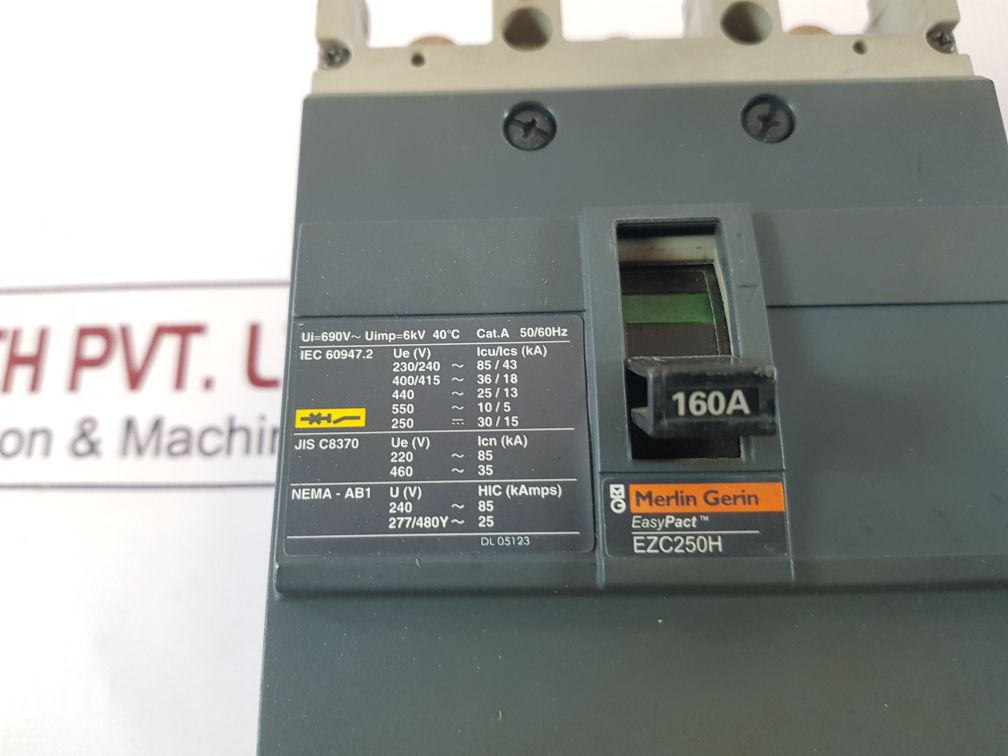 TH PVT. L
on & Machin
Ui=690V~ Uimp=6kV 40°C Cat.A 50/60Hz
IEC 60947.2 Ue (V) Icu/Ics (kA)
230/240 ~ 85 / 43
400/415 ~ 36 / 18
440 ~ 25 / 13
550 ~ 10 / 5
250 ⎓ 30 / 15
JIS C8370 Ue (V) Icn (kA)
220 ~ 85
460 ~ 35
NEMA - AB1 U (V) HIC (kAmps)
240 ~ 85
277/480Y ~ 25
DL 05123
160A
MG
Merlin Gerin
EasyPact™
EZC250H